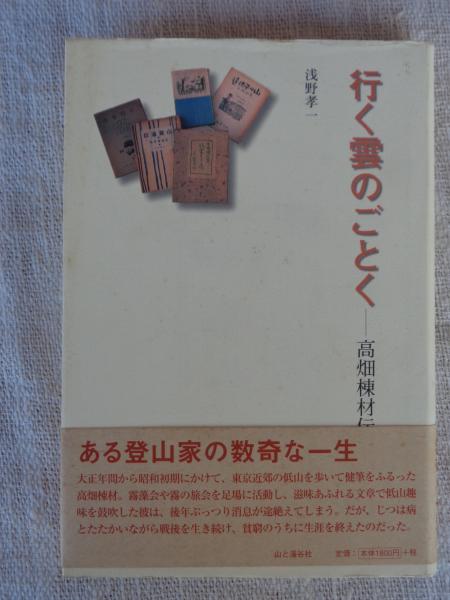 行く雲のごとく
——高畑棟材伝
浅野孝一
ある登山家の数奇な一生
大正年間から昭和初期にかけて、東京近郊の低山を歩いて健筆をふるった
高畑棟材。霧藻会や霧の旅会を足場に活動し、滋味あふれる文章で低山趣
味を鼓吹した彼は、後年ぷっつり消息が途絶えてしまう。だが、じつは病
とたたかいながら戦後を生き続け、貧窮のうちに生涯を終えたのだった。
山と溪谷社
定価：本体1800円＋税